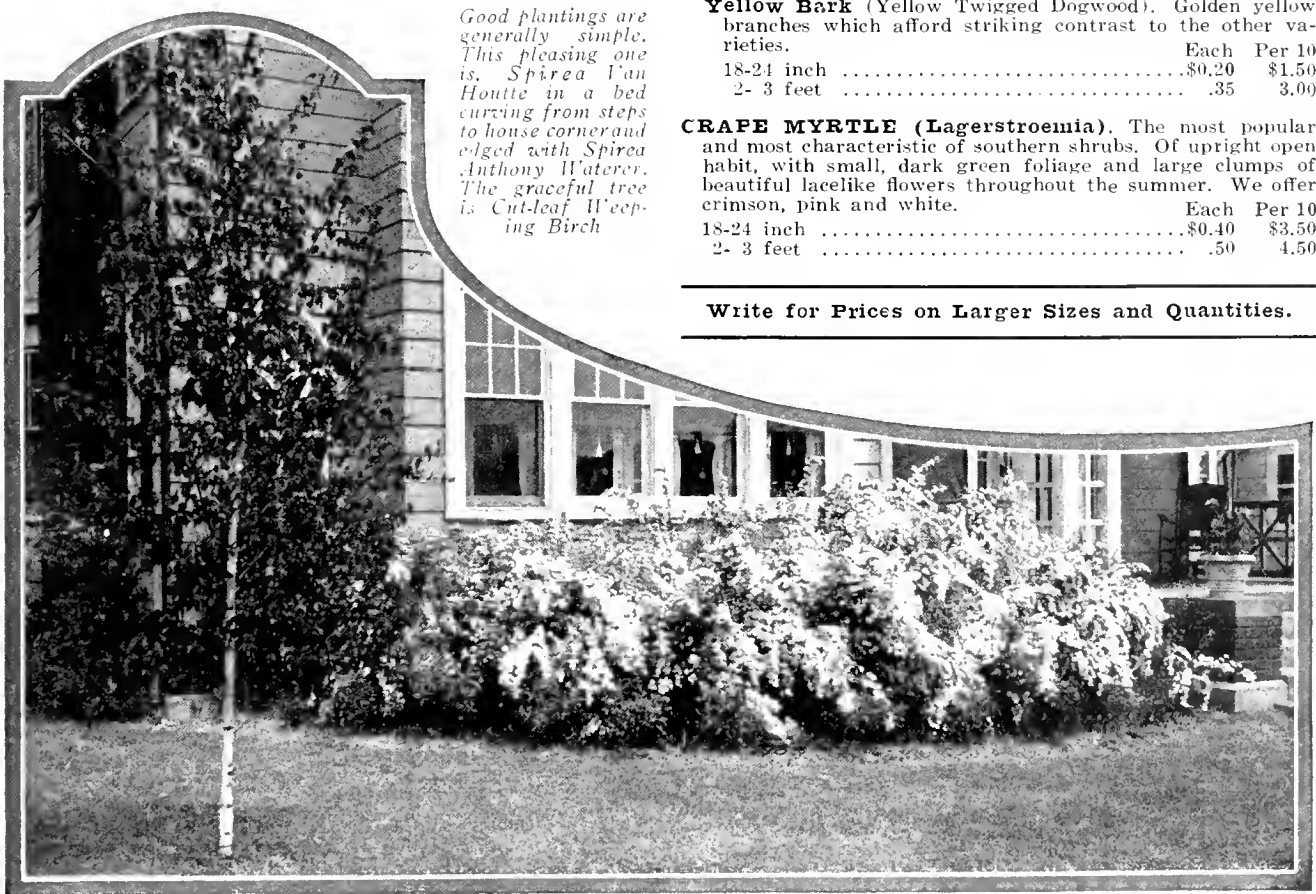 Good plantings are
generally simple.
This pleasing one
is. Spirea Van
Houtte in a bed
curving from steps
to house corner and
edged with Spirea
Anthony Waterer.
The graceful tree
is Cut-leaf Weep-
ing Birch
Yellow Bark (Yellow Twigged Dogwood). Golden yellow
branches which afford striking contrast to the other va-
rieties. Each Per 10
18-24 inch ................................ $0.20 $1.50
2- 3 feet ................................ .35 3.00
CRAPE MYRTLE (Lagerstroemia). The most popular
and most characteristic of southern shrubs. Of upright open
habit, with small, dark green foliage and large clumps of
beautiful lacelike flowers throughout the summer. We offer
crimson, pink and white. Each Per 10
18-24 inch ................................ $0.40 $3.50
2- 3 feet ................................ .50 4.50
Write for Prices on Larger Sizes and Quantities.